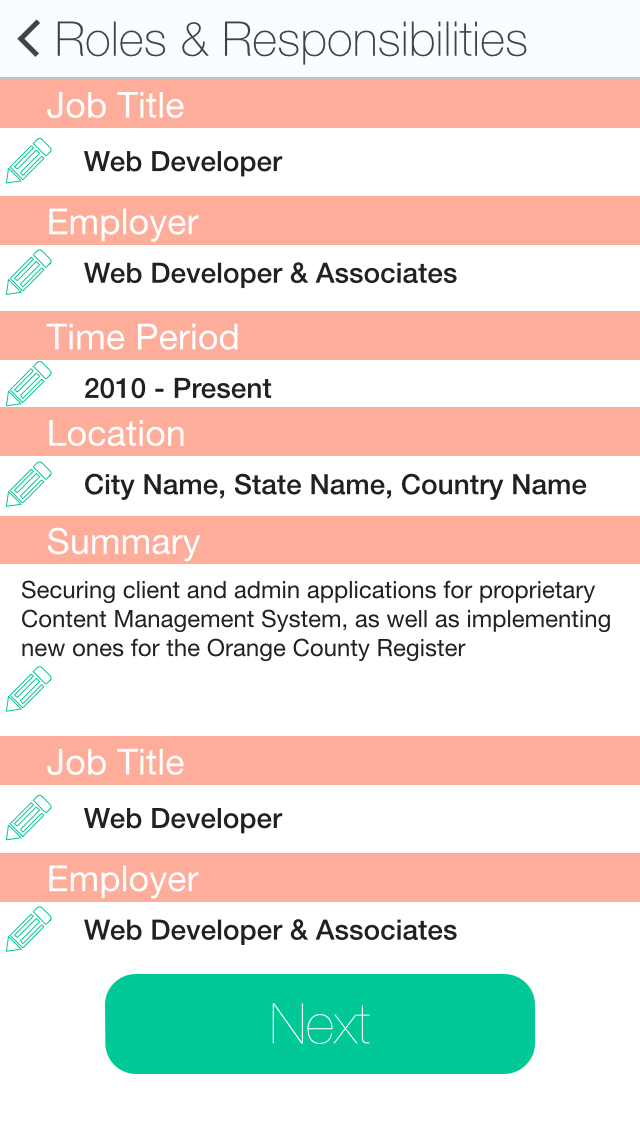 Roles & Responsibilities
Job Title
Web Developer
Employer
Web Developer & Associates
Time Period
2010 - Present
Location
City Name, State Name, Country Name
Summary
Securing client and admin applications for proprietary
Content Management System, as well as implementing
new ones for the Orange County Register
Job Title
Web Developer
Employer
Web Developer & Associates
Next